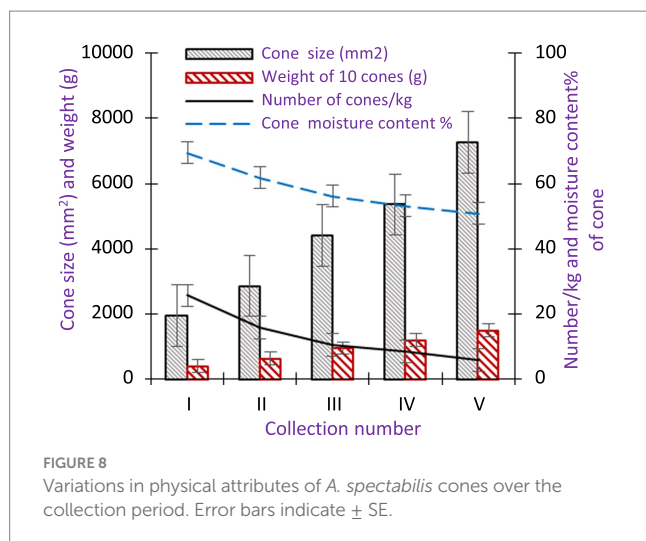 10000
8000
6000
4000
2000
0
Cone size (mm²) and weight (g)
Cone size (mm2)
Weight of 10 cones (g)
Number of cones/kg
Cone moisture content %
100
80
60
40
20
0
Number/kg and moisture content%
of cone
I II III IV V
Collection number
FIGURE 8
Variations in physical attributes of A. spectabilis cones over the
collection period. Error bars indicate ± SE.